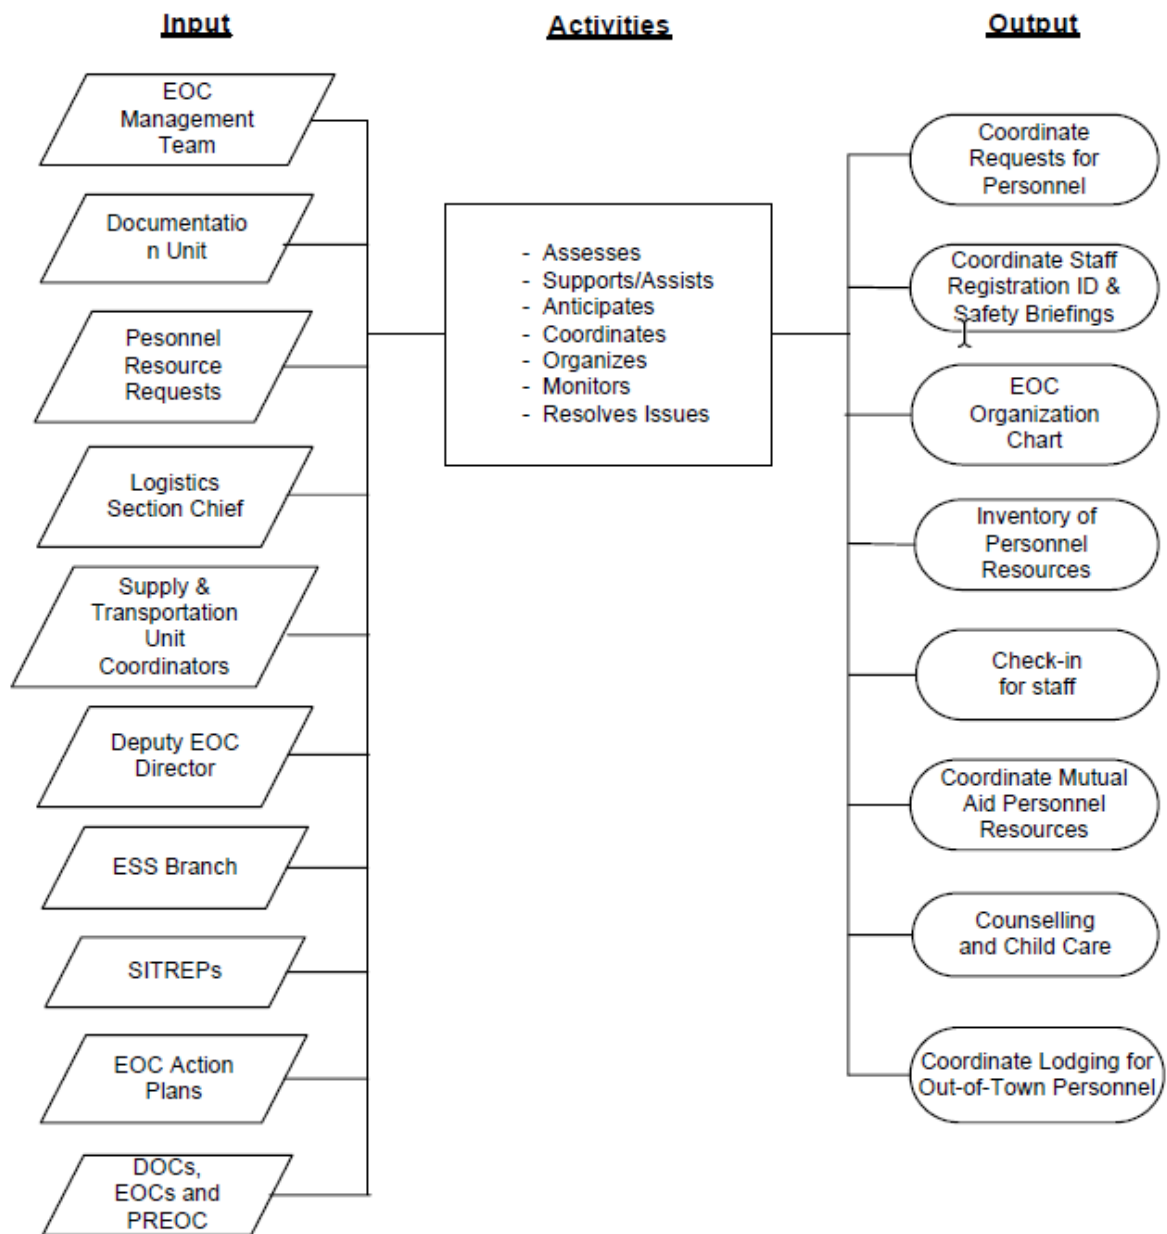 Input
EOC
Management
Team
Documentatio
n Unit
Pesonnel
Resource
Requests
Logistics
Section Chief
Supply &
Transportation
Unit
Coordinators
Deputy EOC
Director
ESS Branch
SITREPs
EOC Action
Plans
DOCs,
EOCs and
PREOC
Activities
- Assesses
- Supports/Assists
- Anticipates
- Coordinates
- Organizes
- Monitors
- Resolves Issues
Output
Coordinate
Requests for
Personnel
Coordinate Staff
Registration ID &
Safety Briefings
EOC
Organization
Chart
Inventory of
Personnel
Resources
Check-in
for staff
Coordinate Mutual
Aid Personnel
Resources
Counselling
and Child Care
Coordinate Lodging for
Out-of-Town Personnel